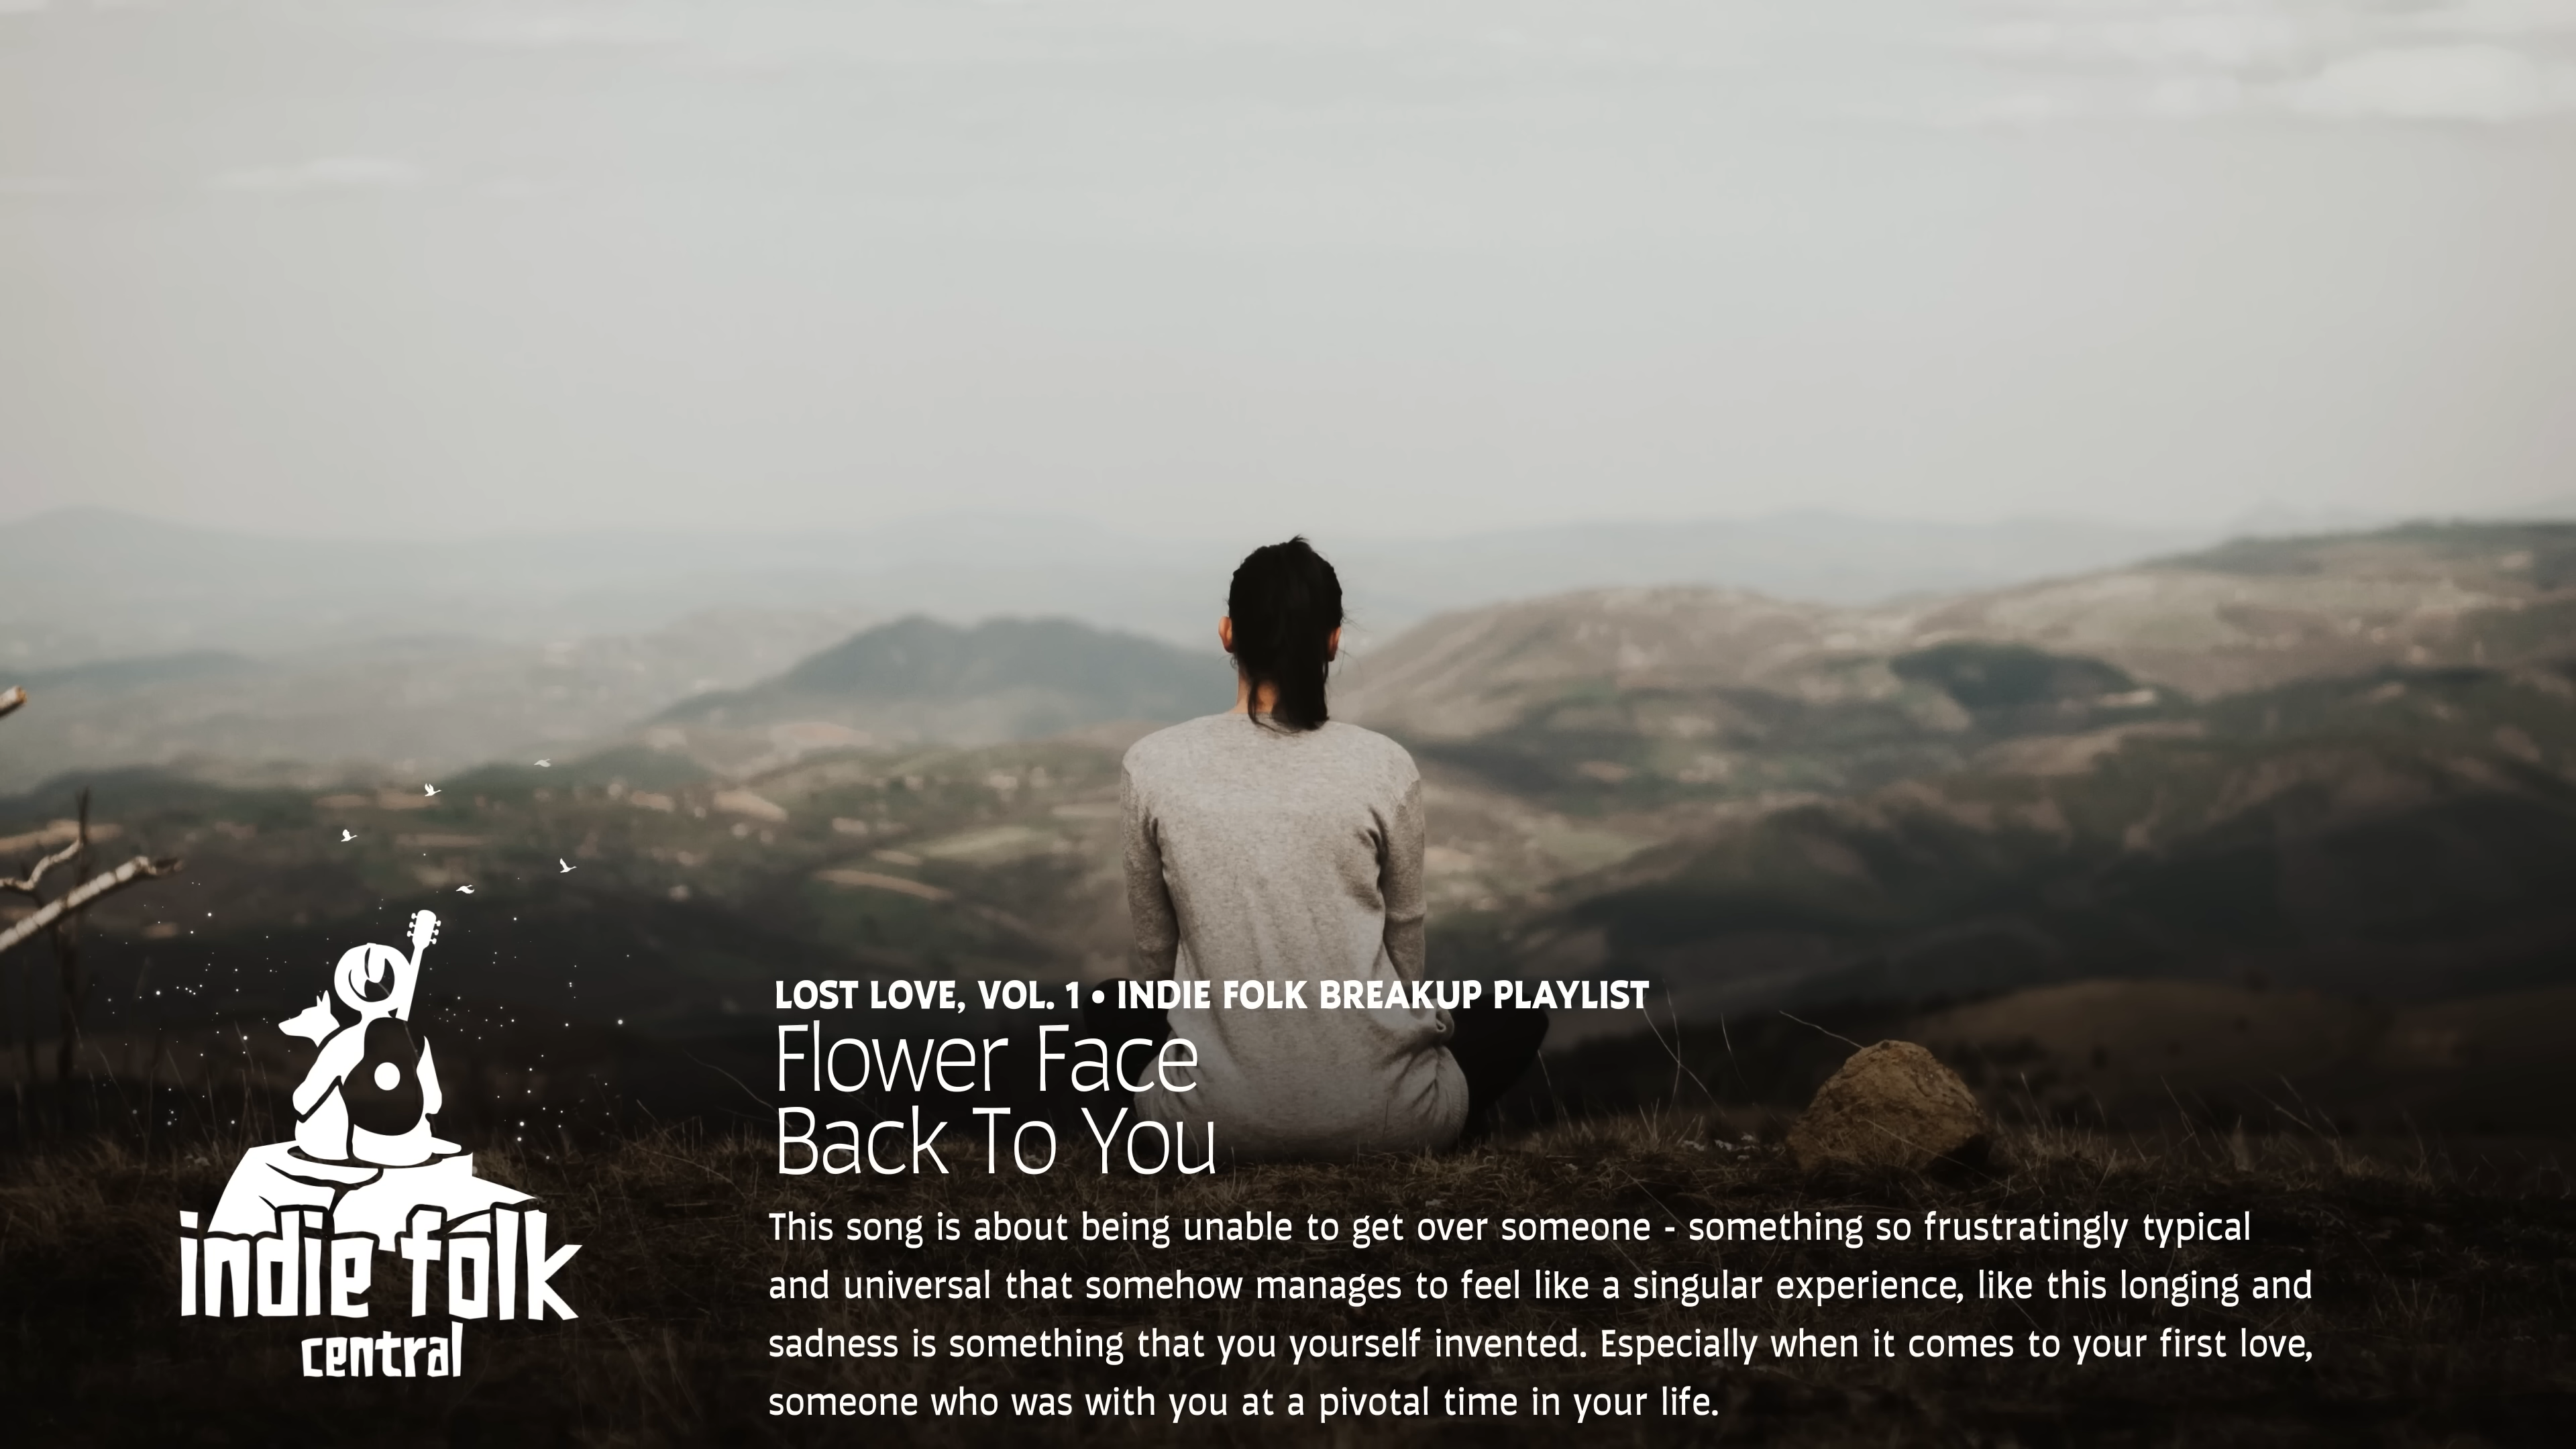 LOST LOVE, VOL. 1 • INDIE FOLK BREAKUP PLAYLIST
Flower Face
Back To You
This song is about being unable to get over someone - something so frustratingly typical
and universal that somehow manages to feel like a singular experience, like this longing and
sadness is something that you yourself invented. Especially when it comes to your first love,
someone who was with you at a pivotal time in your life.
indie folk
central